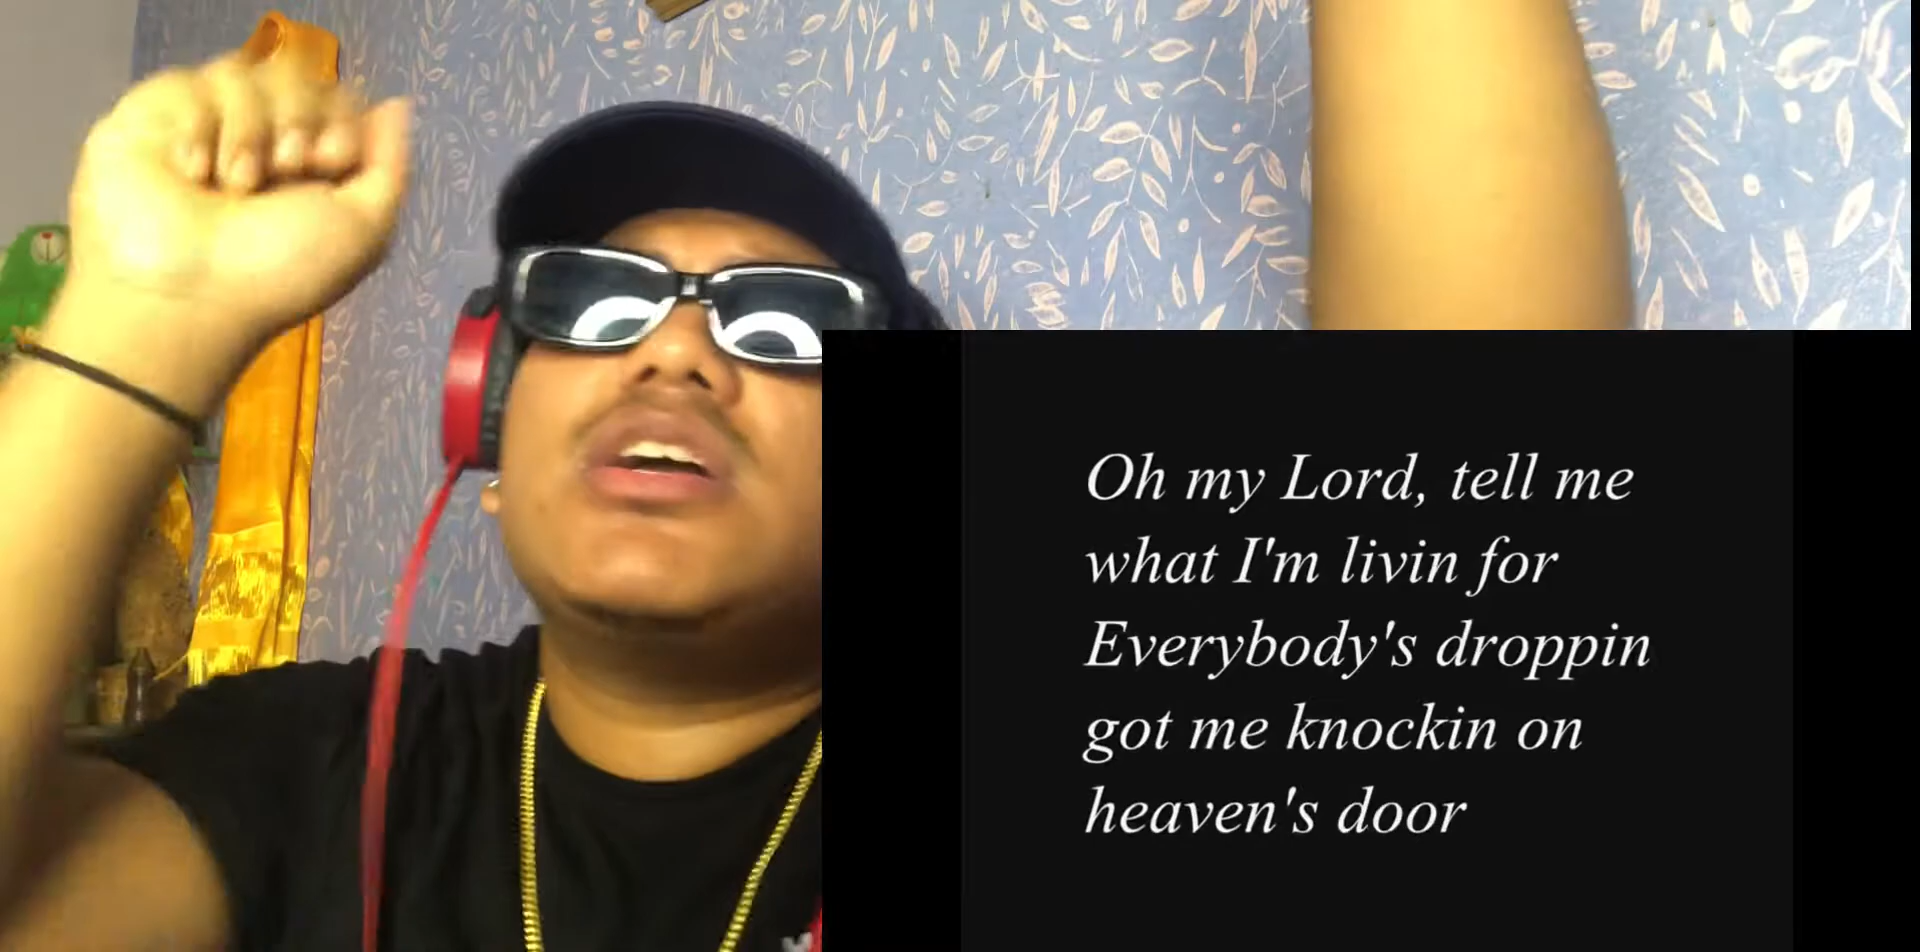 Oh my Lord, tell me
what I'm livin for
Everybody's droppin
got me knockin on
heaven's door